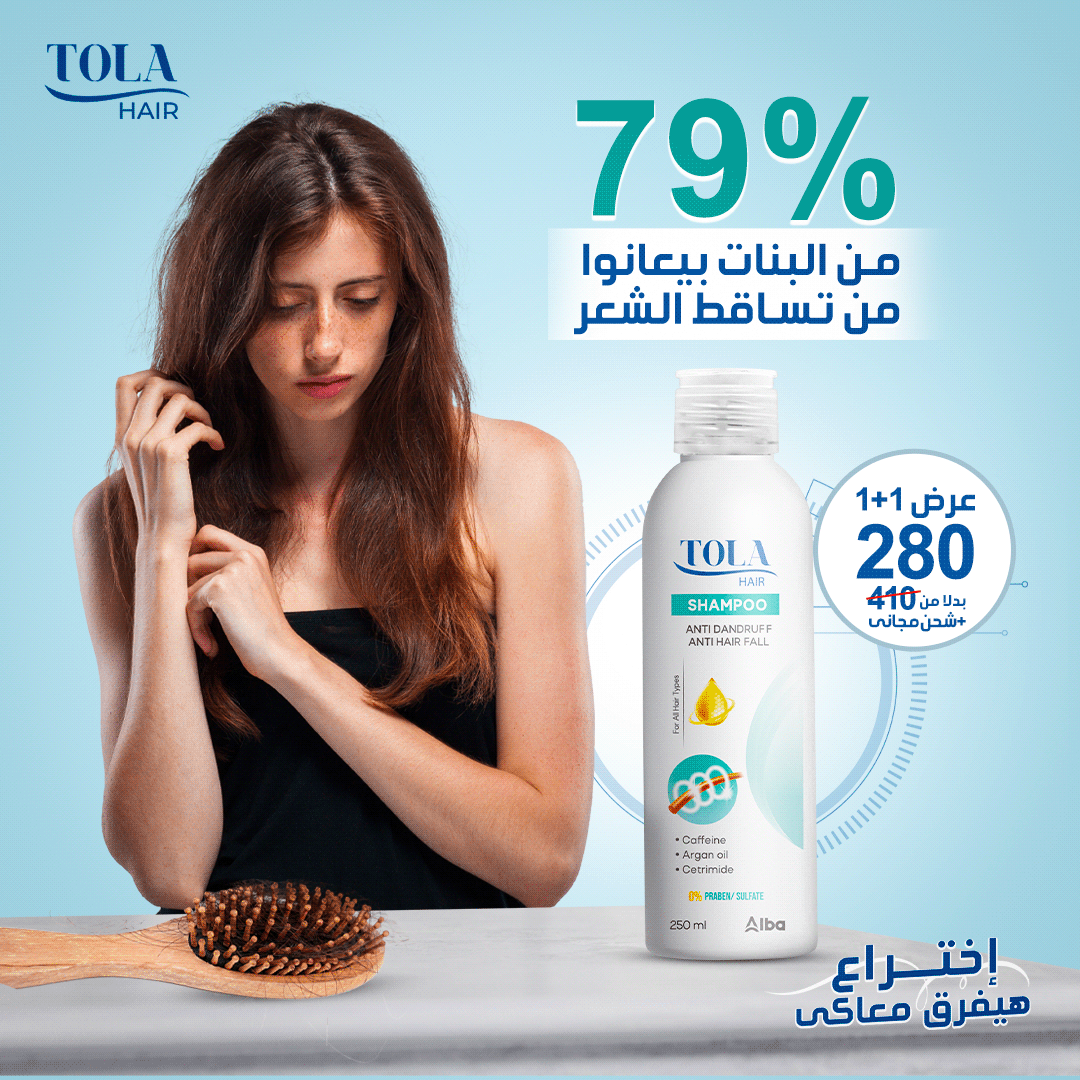 TOLA
HAIR
79%
من البنات بيعانوا
من تساقط الشعر
عرض 1+1
280
بدلا من 410
+شحن مجانى
TOLA
HAIR
SHAMPOO
ANTI DANDRUFF
ANTI HAIR FALL
For All Hair Types
• Caffeine
• Argan oil
• Cetrimide
0% PRABEN/ SULFATE
250 ml
Alba
إختــراع
هيفرق معاكى